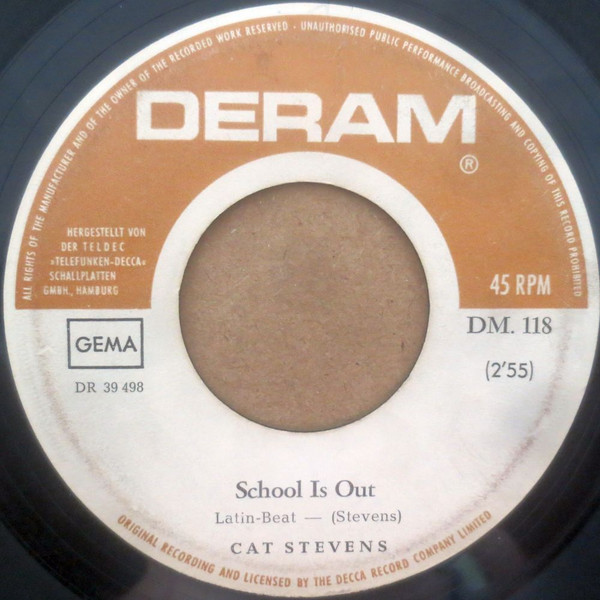 ALL RIGHTS OF THE MANUFACTURER AND OF THE OWNER OF THE RECORDED WORK RESERVED · UNAUTHORISED PUBLIC PERFORMANCE BROADCASTING AND COPYING OF THIS RECORD PROHIBITED
DERAM
®
HERGESTELLT VON
DER TELDEC
»TELEFUNKEN-DECCA«
SCHALLPLATTEN
GMBH., HAMBURG
45 RPM
GEMA
DM. 118
DR 39 498
(2'55)
School Is Out
Latin-Beat — (Stevens)
CAT STEVENS
ORIGINAL RECORDING AND LICENSED BY THE DECCA RECORD COMPANY LIMITED